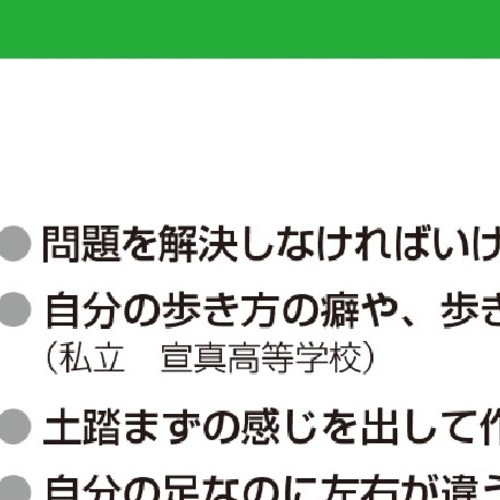 ● 問題を解決しなければいけ
● 自分の歩き方の癖や、歩き
（私立　宣真高等学校）
● 土踏まずの感じを出して作
● 自分の足なのに左右が違う